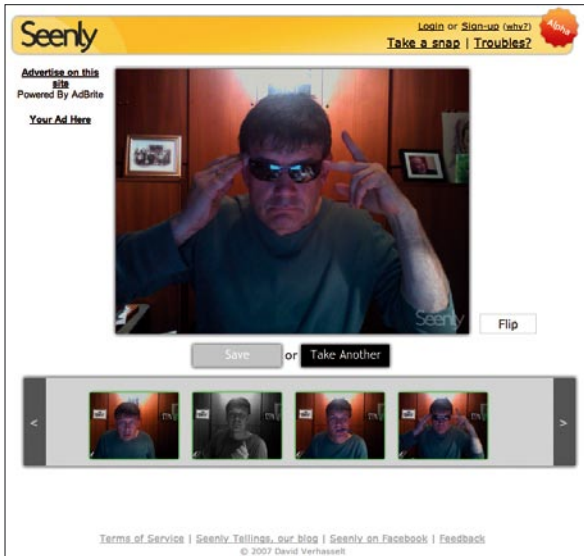 Seenly
Login or Sign-up (why?)
Alpha
Take a snap | Troubles?
Advertise on this
site
Powered By AdBrite
Your Ad Here
Seenly
Flip
Save or Take Another
< >
Terms of Service | Seenly Tellings, our blog | Seenly on Facebook | Feedback
© 2007 David Verhasselt